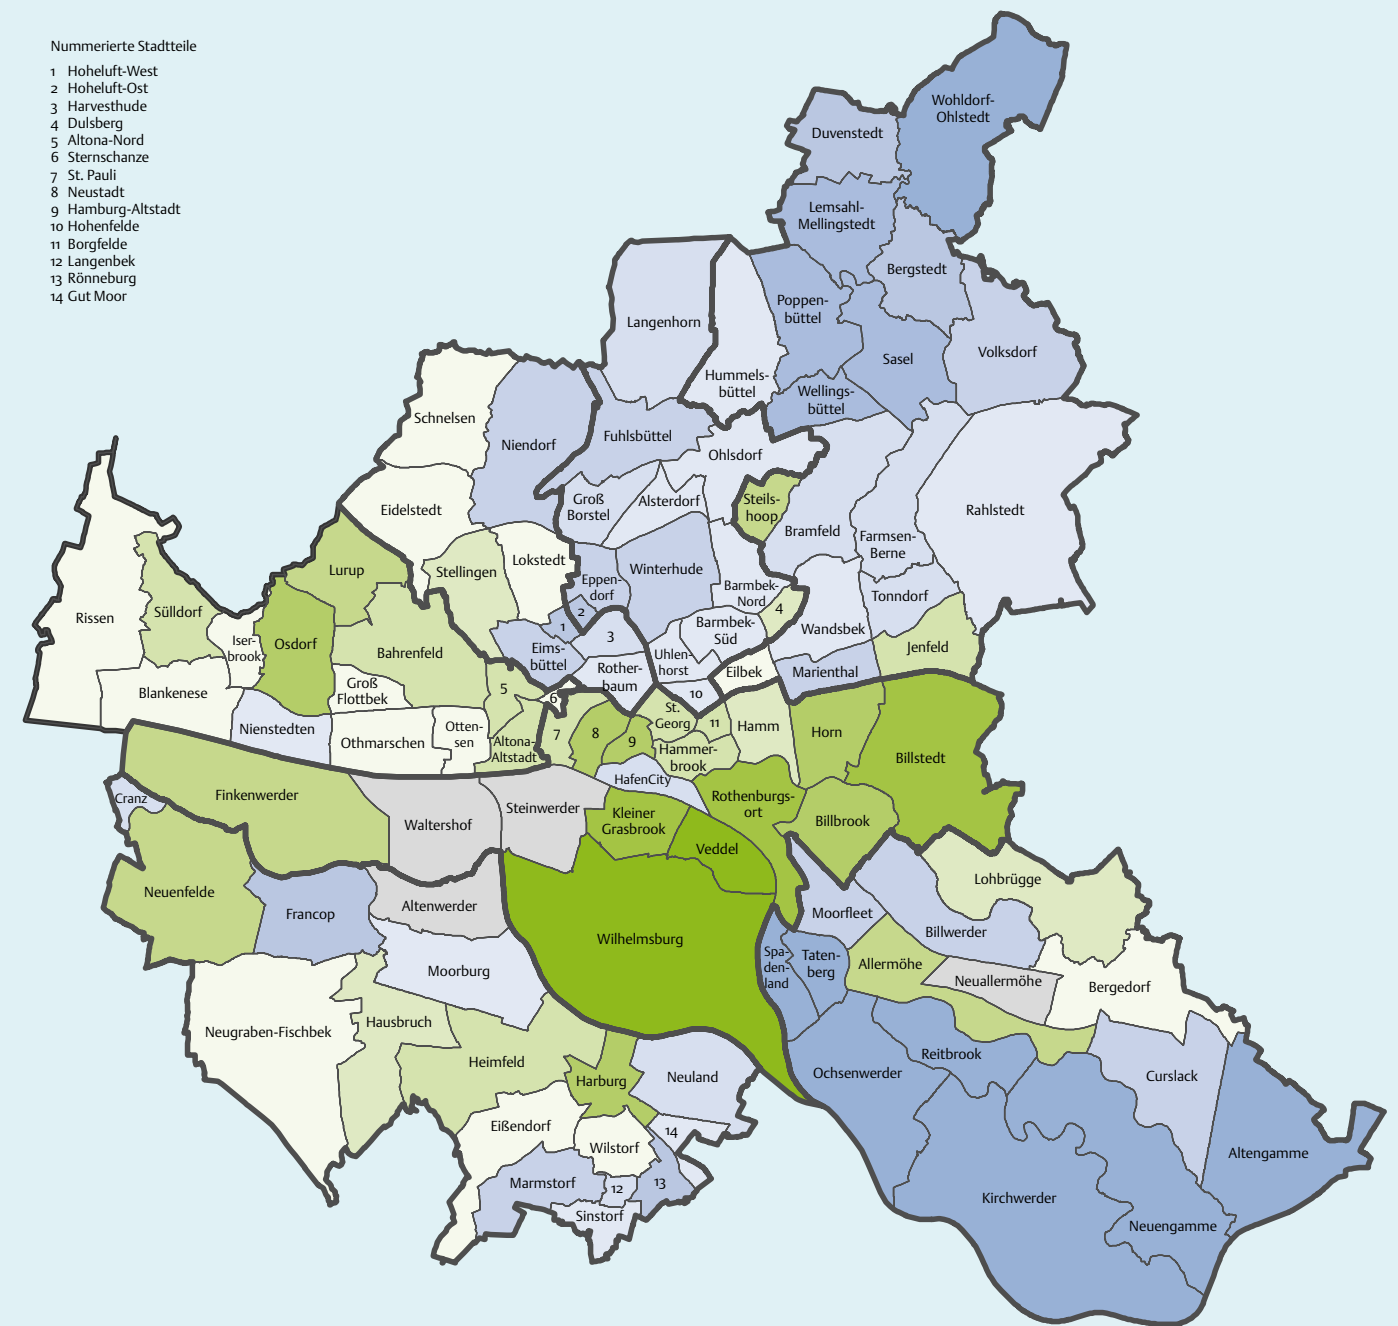 Nummerierte Stadtteile
1 Hoheluft-West
2 Hoheluft-Ost
3 Harvesthude
4 Dulsberg
5 Altona-Nord
6 Sternschanze
7 St. Pauli
8 Neustadt
9 Hamburg-Altstadt
10 Hohenfelde
11 Borgfelde
12 Langenbek
13 Rönneburg
14 Gut Moor
Wohldorf-
Ohlstedt
Duvenstedt
Lemsahl-
Mellingstedt
Bergstedt
Poppen-
büttel
Langenhorn
Volksdorf
Sasel
Hummels-
büttel
Wellings-
büttel
Schnelsen
Niendorf
Fuhlsbüttel
Ohlsdorf
Eidelstedt
Groß
Borstel
Alsterdorf
Steils-
hoop
Rahlstedt
Bramfeld
Farmsen-
Berne
Lokstedt
Stellingen
Lurup
Winterhude
Eppen-
dorf
Barmbek-
Nord
Tonndorf
Rissen
Sülldorf
2
4
1
3
Barmbek-
Süd
Wandsbek
Iser-
brook
Osdorf
Bahrenfeld
Eims-
büttel
Uhlen-
horst
Jenfeld
Rother-
baum
Eilbek
Marienthal
Blankenese
Groß
Flottbek
5
6
10
Nienstedten
Othmarschen
Otten-
sen
Altona-
Altstadt
7
8
9
St.
Georg
11
Hamm
Horn
Hammer-
brook
Billstedt
HafenCity
Cranz
Finkenwerder
Waltershof
Steinwerder
Kleiner
Grasbrook
Rothenburgs-
ort
Billbrook
Veddel
Neuenfelde
Lohbrügge
Francop
Altenwerder
Moorfleet
Wilhelmsburg
Billwerder
Spa-
den-
land
Taten-
berg
Allermöhe
Moorburg
Neuallermöhe
Bergedorf
Neugraben-Fischbek
Hausbruch
Heimfeld
Reitbrook
Harburg
Neuland
Ochsenwerder
Curslack
Eißendorf
14
Wilstorf
Altengamme
Marmstorf
12
13
Kirchwerder
Sinstorf
Neuengamme